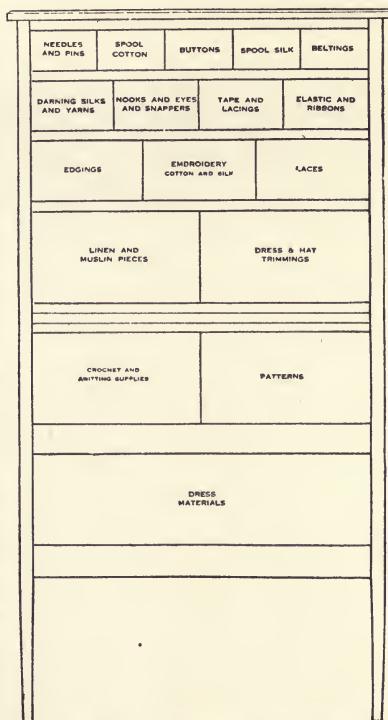 NEEDLES
AND PINS
SPOOL
COTTON
BUTTONS
SPOOL SILK
BELTINGS
DARNING SILKS
AND YARNS
HOOKS AND EYES
AND SNAPPERS
TAPE AND
LACINGS
ELASTIC AND
RIBBONS
EDGINGS
EMBROIDERY
COTTON AND SILK
LACES
LINEN AND
MUSLIN PIECES
DRESS & HAT
TRIMMINGS
CROCHET AND
KNITTING SUPPLIES
PATTERNS
DRESS
MATERIALS